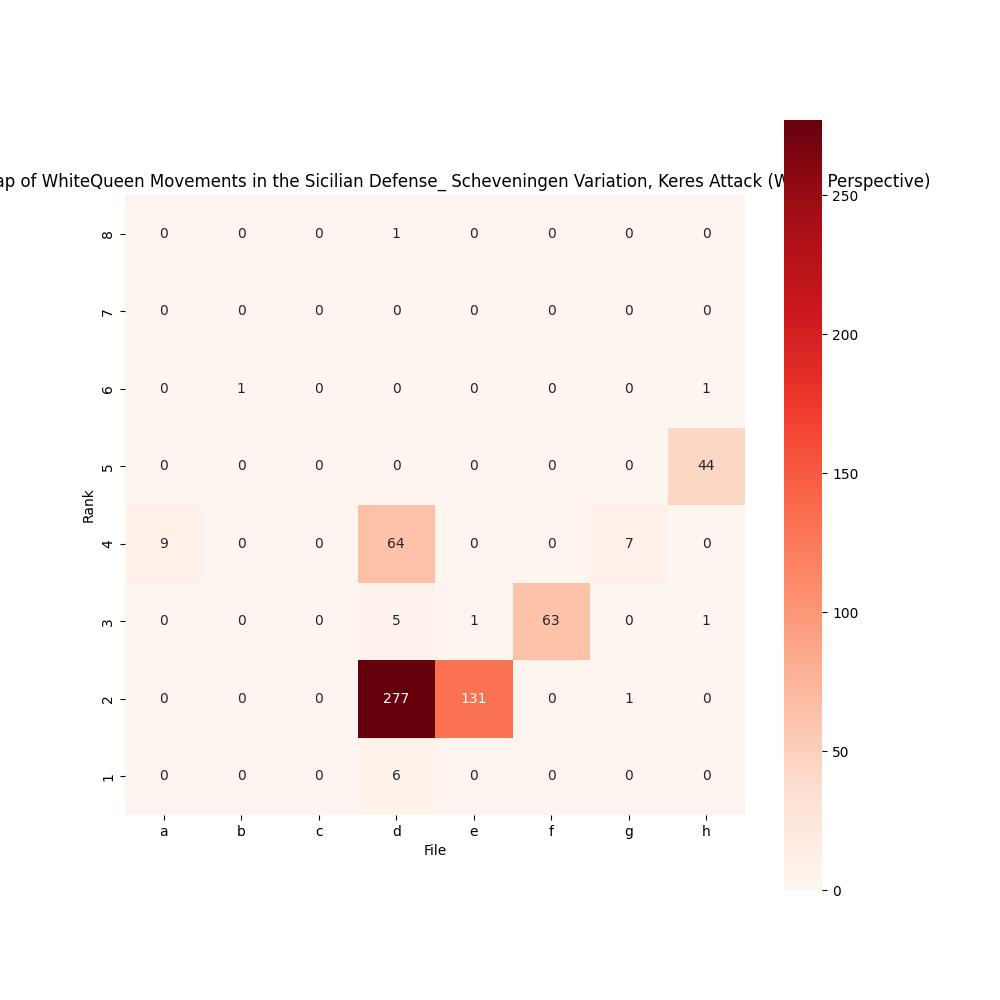 ap of WhiteQueen Movements in the Sicilian Defense_ Scheveningen Variation, Keres Attack (W Perspective)
8 0 0 0 1 0 0 0 0
7 0 0 0 0 0 0 0 0
6 0 1 0 0 0 0 0 1
5 0 0 0 0 0 0 0 44
4 9 0 0 64 0 0 7 0
3 0 0 0 5 1 63 0 1
2 0 0 0 277 131 0 1 0
1 0 0 0 6 0 0 0 0
a b c d e f g h
File
Rank
250
200
150
100
50
0